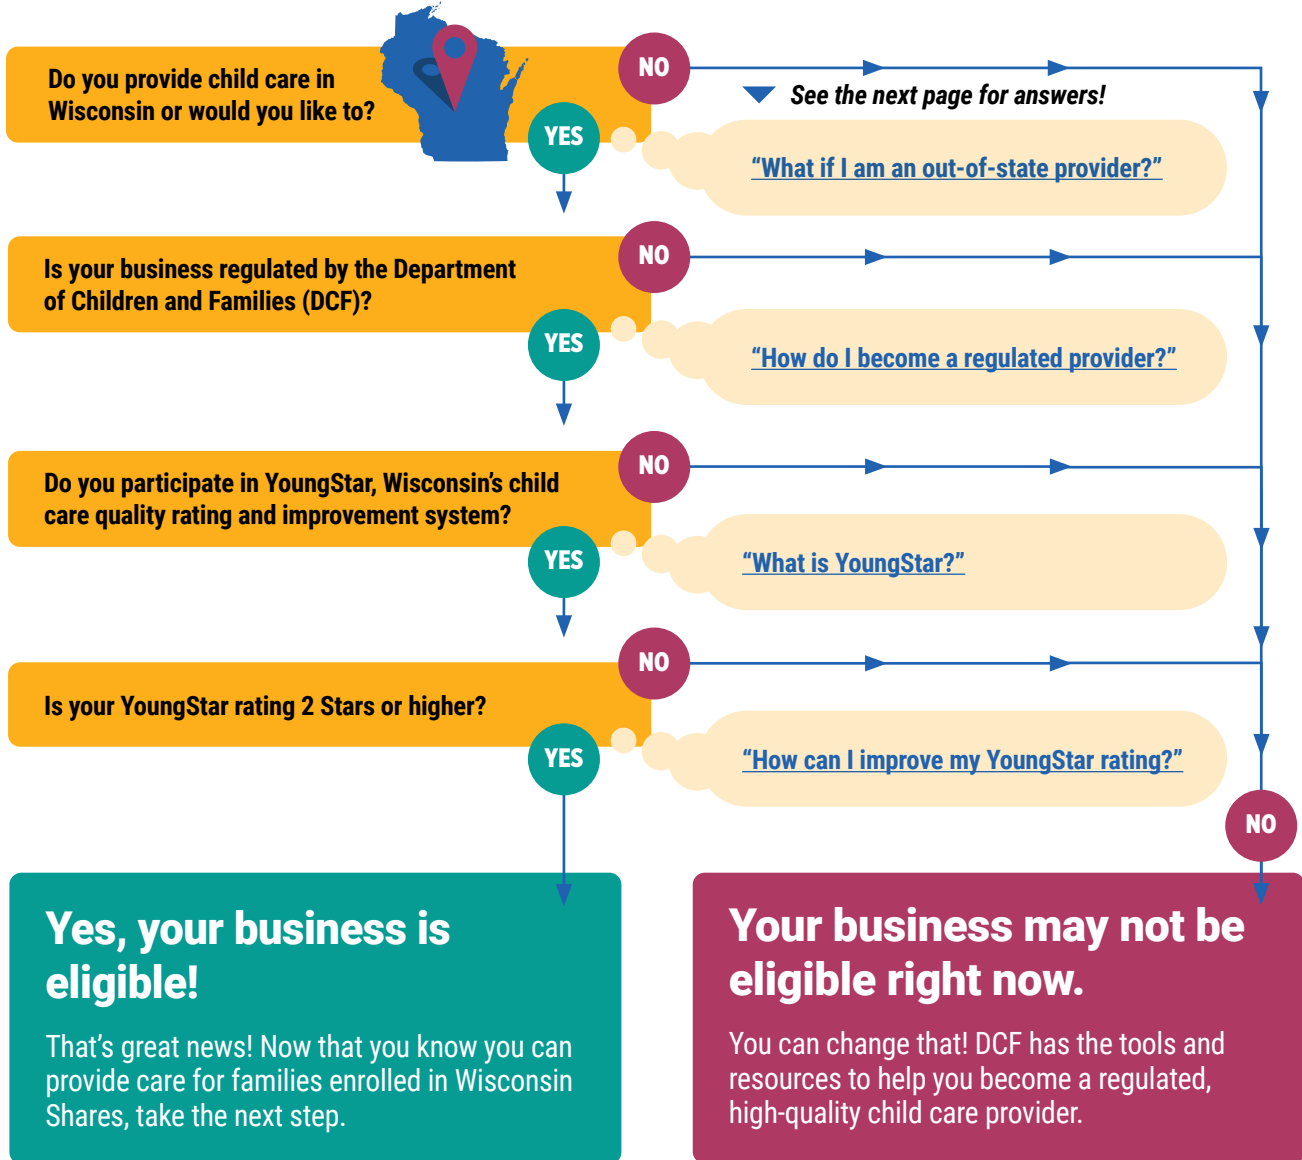 Do you provide child care in
Wisconsin or would you like to?
NO
YES
See the next page for answers!
“What if I am an out-of-state provider?”
Is your business regulated by the Department
of Children and Families (DCF)?
NO
YES
“How do I become a regulated provider?”
Do you participate in YoungStar, Wisconsin’s child
care quality rating and improvement system?
NO
YES
“What is YoungStar?”
Is your YoungStar rating 2 Stars or higher?
NO
YES
“How can I improve my YoungStar rating?”
NO
Yes, your business is
eligible!
That’s great news! Now that you know you can
provide care for families enrolled in Wisconsin
Shares, take the next step.
Your business may not be
eligible right now.
You can change that! DCF has the tools and
resources to help you become a regulated,
high-quality child care provider.